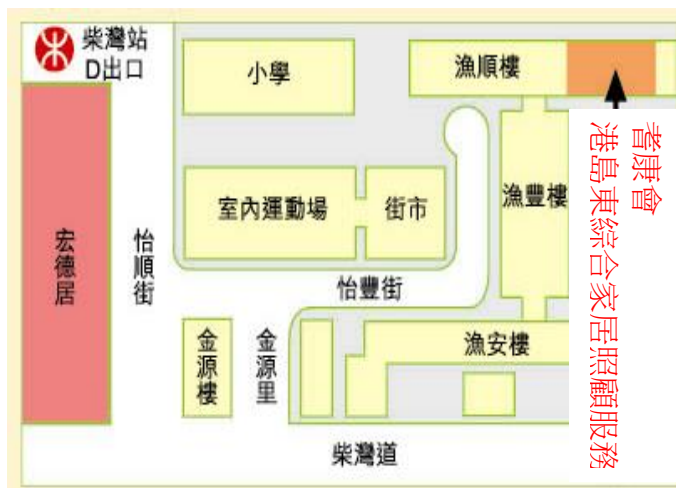 柴灣站
D出口
小學
漁順樓
耆康會
港島東綜合家居照顧服務
漁豐樓
室內運動場
街市
宏德居
怡順街
怡豐街
金源樓
金源里
漁安樓
柴灣道